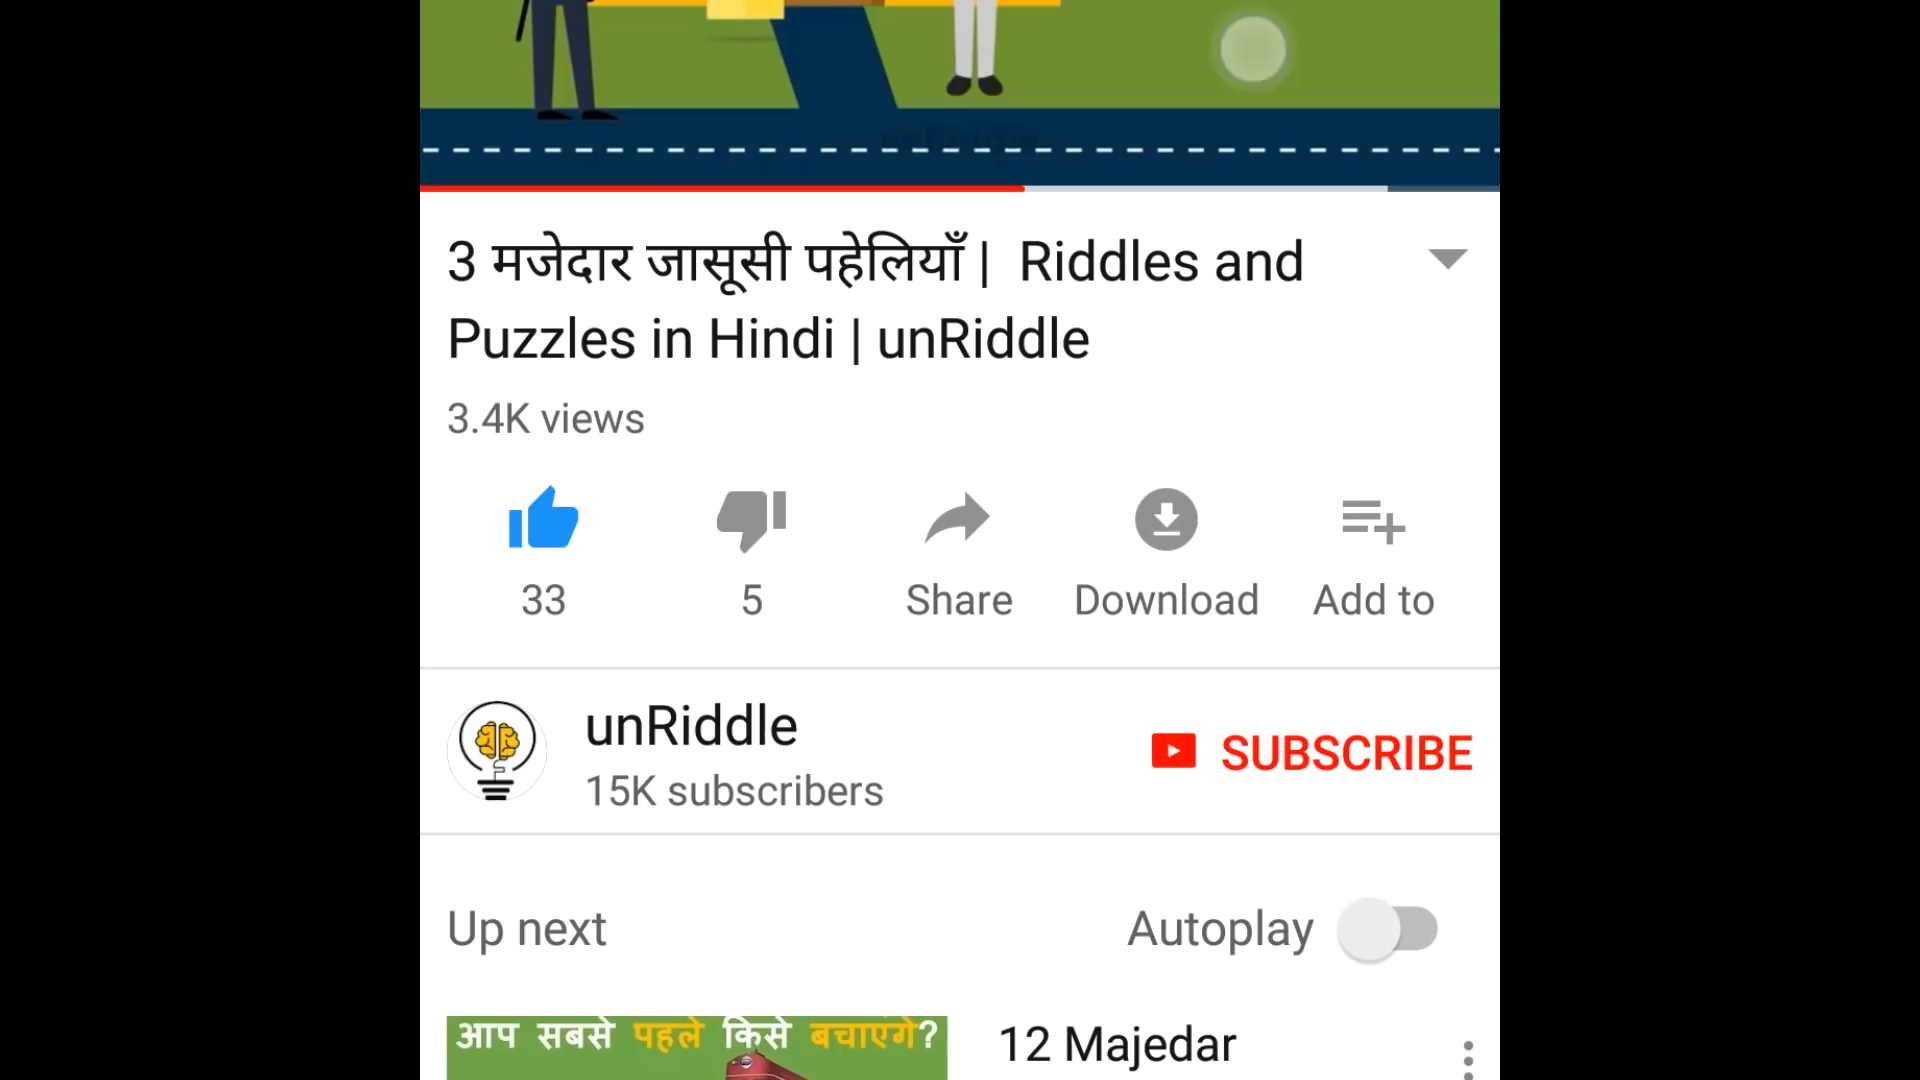 3 मजेदार जासूसी पहेलियाँ | Riddles and
Puzzles in Hindi | unRiddle
3.4K views
33
5
Share
Download
Add to
unRiddle
15K subscribers
SUBSCRIBE
Up next
Autoplay
आप सबसे पहले किसे बचाएंगे?
12 Majedar